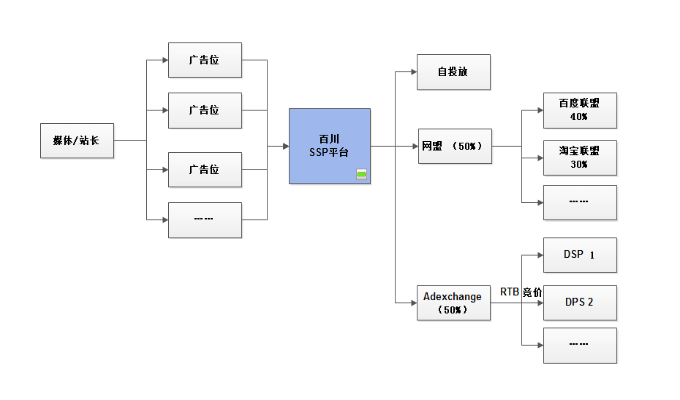 媒体/站长
广告位
广告位
广告位
······
百川
SSP平台
自投放
网盟 （50%）
Adexchange
（50%）
百度联盟
40%
淘宝联盟
30%
······
RTB 竟价
DSP 1
DPS 2
······